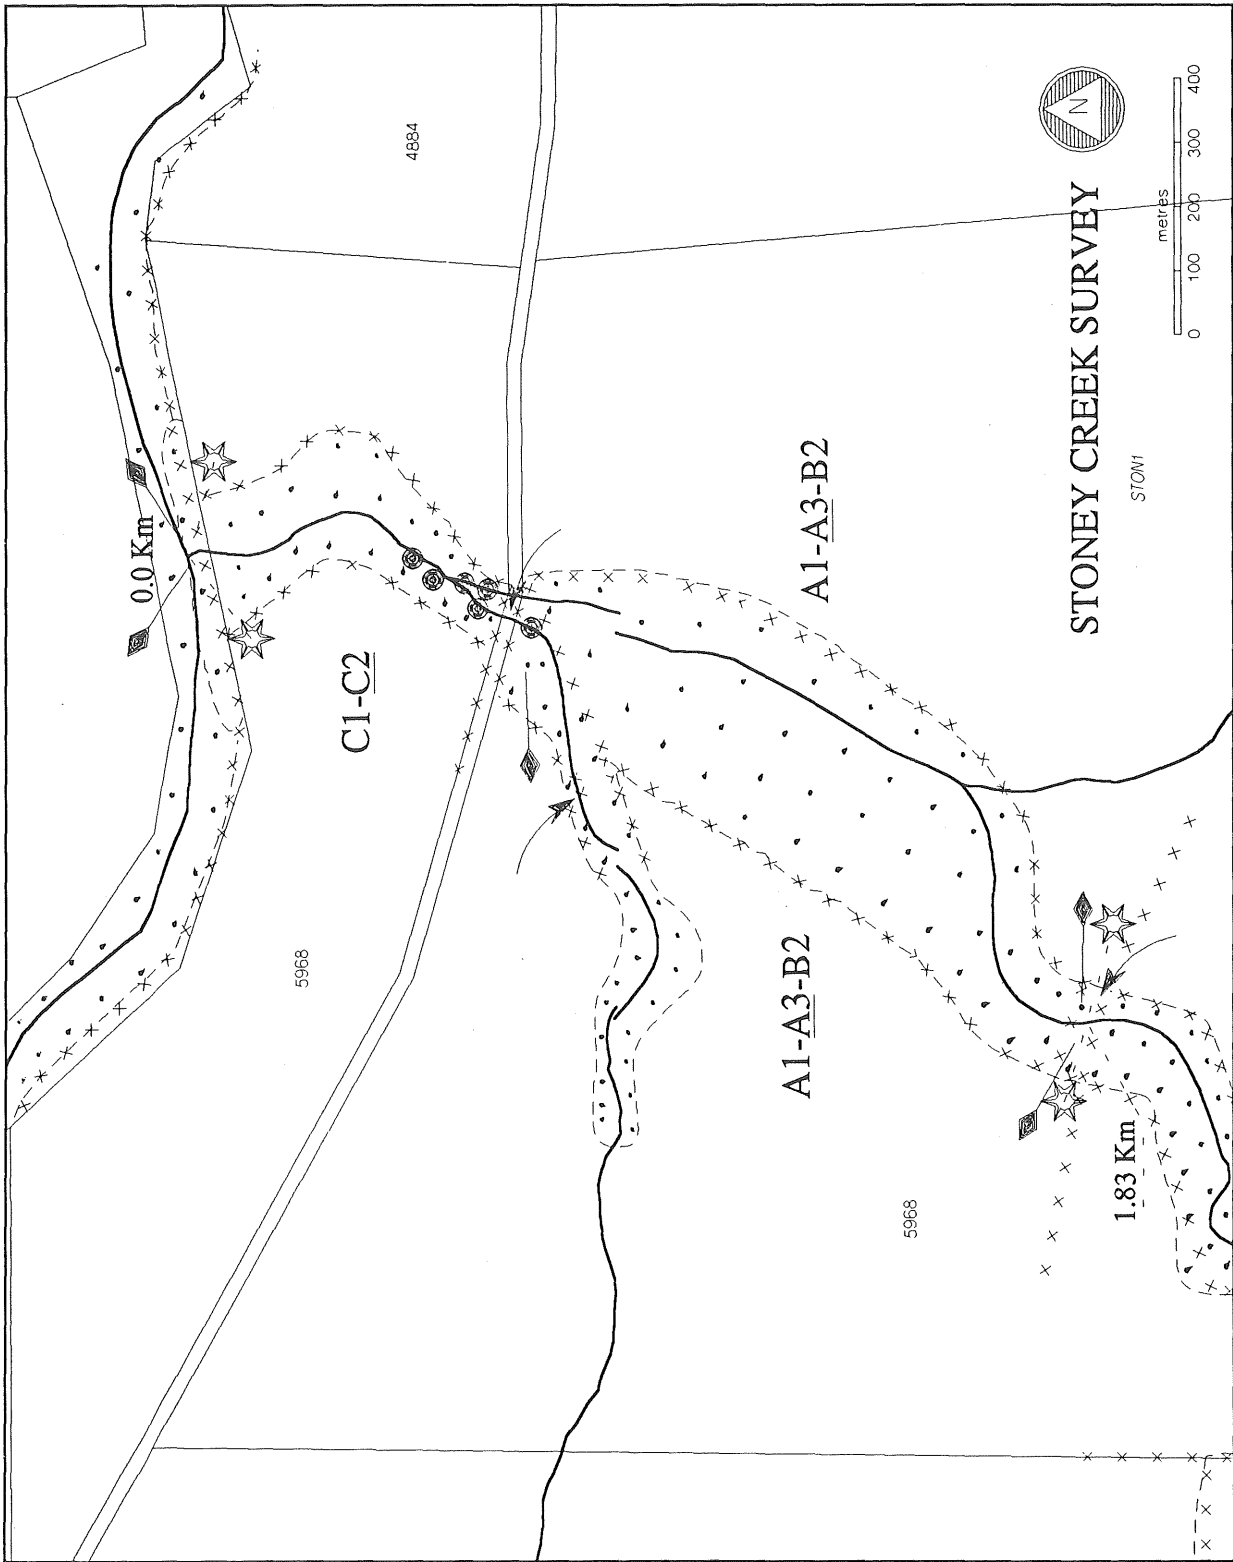 4884
0.0 Km
C1-C2
5968
A1-A3-B2
A1-A3-B2
5968
1.83 Km
N
metres
0 100 200 300 400
STONEY CREEK SURVEY
STON1